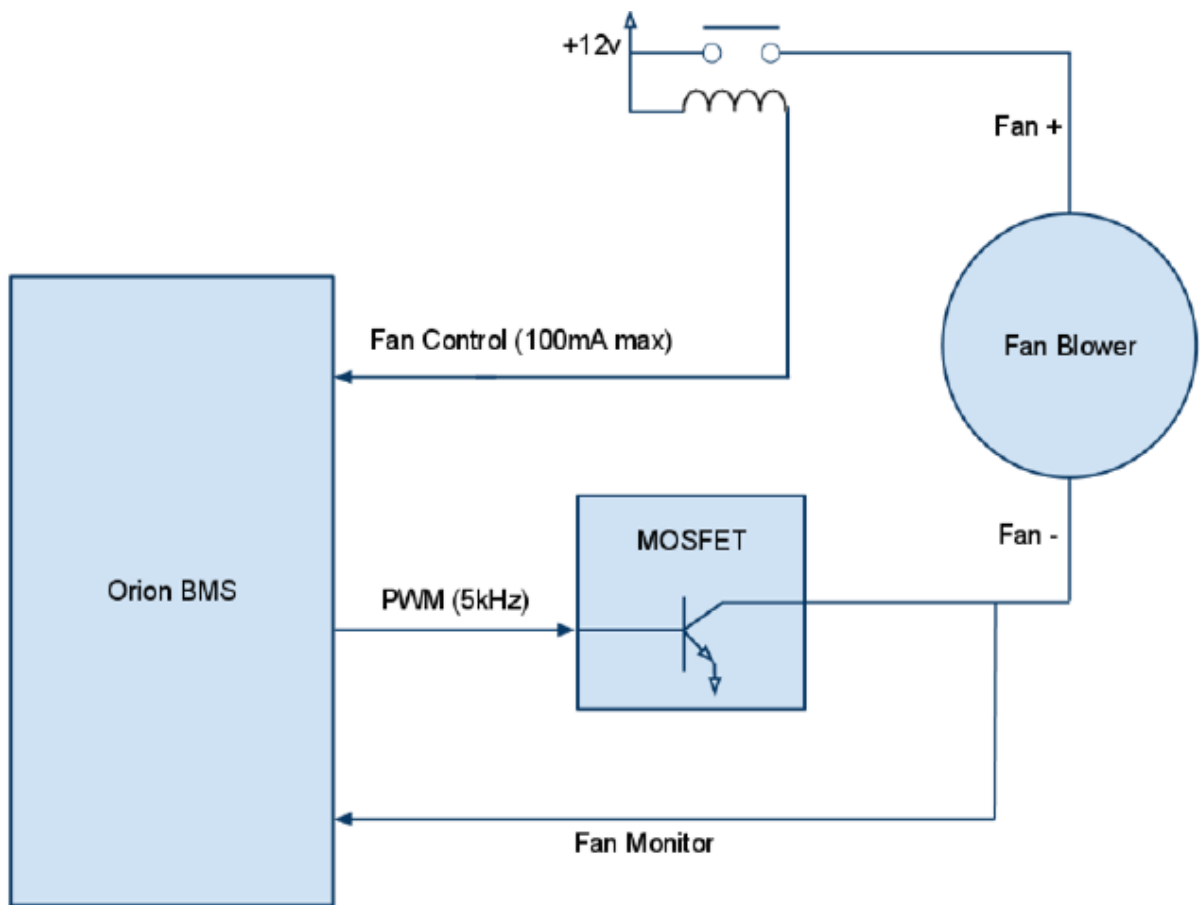 +12v
Fan +
Fan Blower
Fan Control (100mA max)
Fan -
MOSFET
Orion BMS
PWM (5kHz)
Fan Monitor